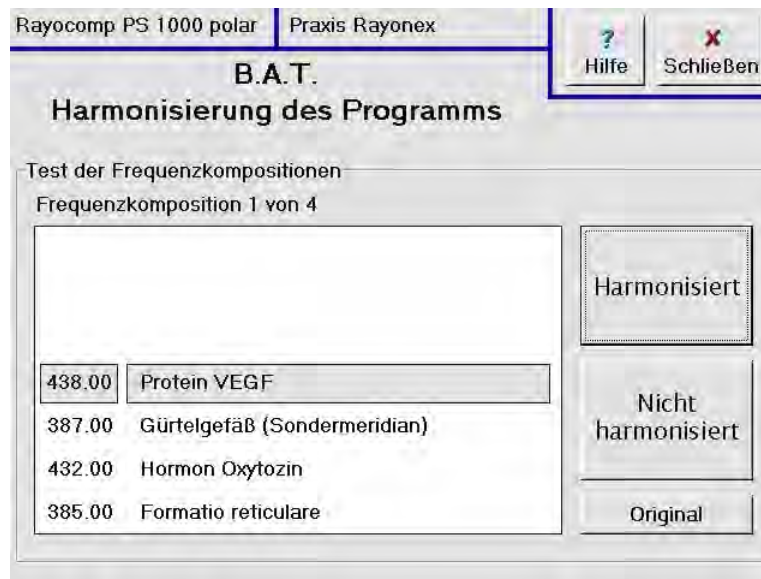 Rayocomp PS 1000 polar
Praxis Rayonex
?
Hilfe
X
Schließen
B.A.T.
Harmonisierung des Programms
Test der Frequenzkompositionen
Frequenzkomposition 1 von 4
438.00 Protein VEGF
387.00 Gürtelgefäß (Sondermeridian)
432.00 Hormon Oxytozin
385.00 Formatio reticulare
Harmonisiert
Nicht
harmonisiert
Original